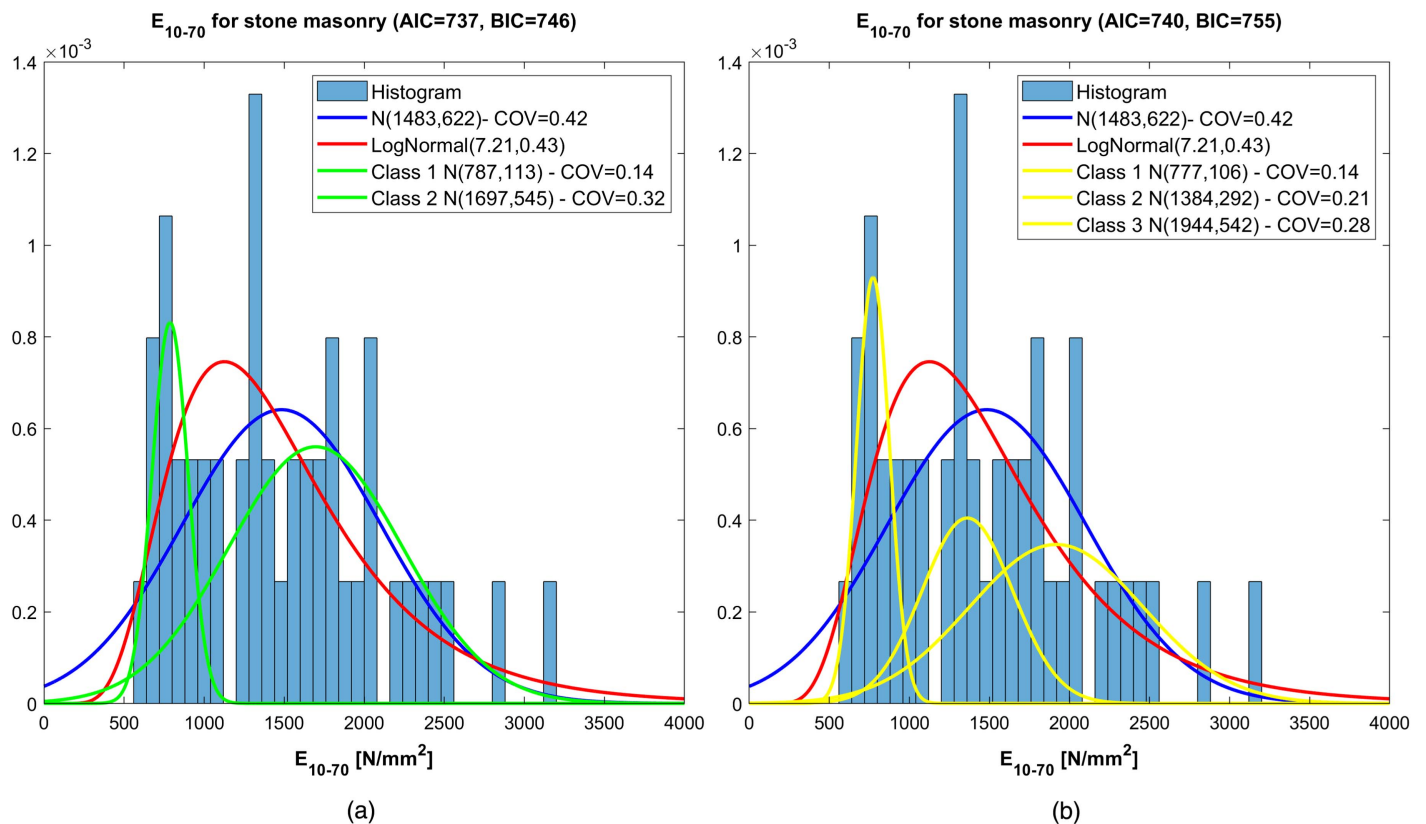 E10-70 for stone masonry (AIC=737, BIC=746)
×10-3
1.4
1.2
1
0.8
0.6
0.4
0.2
0
0 500 1000 1500 2000 2500 3000 3500 4000
Histogram
N(1483,622)- COV=0.42
LogNormal(7.21,0.43)
Class 1 N(787,113) - COV=0.14
Class 2 N(1697,545) - COV=0.32
E10-70 [N/mm2]
(a)
E10-70 for stone masonry (AIC=740, BIC=755)
×10-3
1.4
1.2
1
0.8
0.6
0.4
0.2
0
0 500 1000 1500 2000 2500 3000 3500 4000
Histogram
N(1483,622)- COV=0.42
LogNormal(7.21,0.43)
Class 1 N(777,106) - COV=0.14
Class 2 N(1384,292) - COV=0.21
Class 3 N(1944,542) - COV=0.28
E10-70 [N/mm2]
(b)